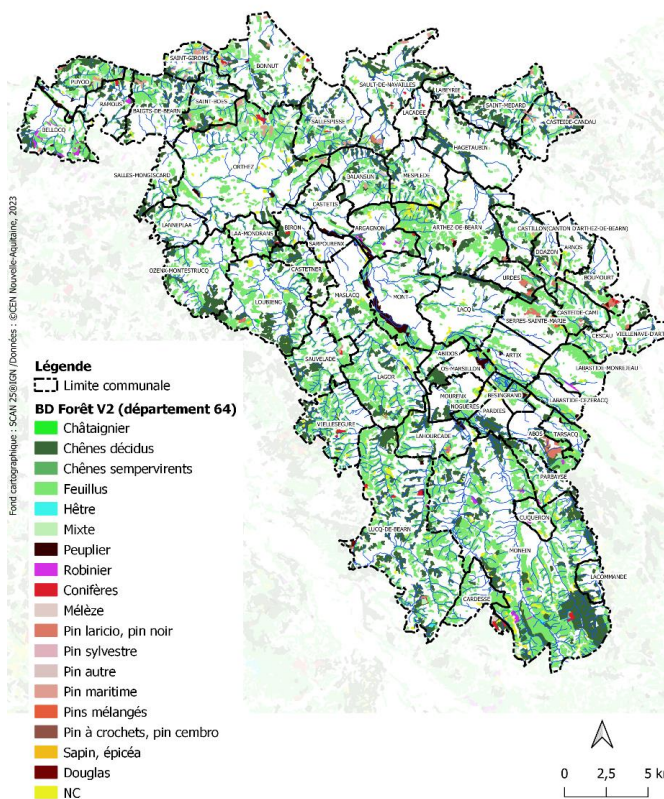 SAINT-GIRONS
BONNUT
PUYOO
RAMOUS
BAIGTS-DE-BEARN
SAINT-BOES
BELLOCQ
SAULT-DE-NAVAILLES
LABEYRIE
SAINT-MEDARD
LACADEE
CASTEIDE-CANDAU
SALLESPISSE
HAGETAUBIN
ORTHEZ
BALANSUN
MESPLEDE
SALLES-MONGISCARD
CASTETIS
LANNEPLAA
LAA-MONDRANS
BIRON
ARGAGNON
ARTHEZ-DE-BEARN
CASTILLON(CANTON D'ARTHEZ-DE-BEARN)
SARPOURENX
DOAZON
ARNOS
OZENX-MONTESTRUCQ
CASTETNER
BOUMOURT
MASLACQ
MONT
URDES
LOUBIENG
LACQ
CASTEIDE-CAMI
SERRES-SAINTE-MARIE
CESCAU
VIELLENAVE-D'ART
SAUVELADE
ABIDOS
ARTIX
LABASTIDE-MONREJEAU
OS-MARSILLON
LAGOR
MOURENX
BESINGRAND
LABASTIDE-CEZERACQ
NOGUERES
PARDIES
VIELLESEGURE
LAHOURCADE
ABOS
TARSACQ
PARBAYSE
CUQUERON
LUCQ-DE-BEARN
MONEIN
LACOMMANDE
CARDESSE
Fond cartographique : SCAN 25®IGN /Données : ©CEN Nouvelle-Aquitaine, 2023
Légende
Limite communale
BD Forêt V2 (département 64)
Châtaignier
Chênes décidus
Chênes sempervirents
Feuillus
Hêtre
Mixte
Peuplier
Robinier
Conifères
Mélèze
Pin laricio, pin noir
Pin sylvestre
Pin autre
Pin maritime
Pins mélangés
Pin à crochets, pin cembro
Sapin, épicéa
Douglas
NC
0 2,5 5 k